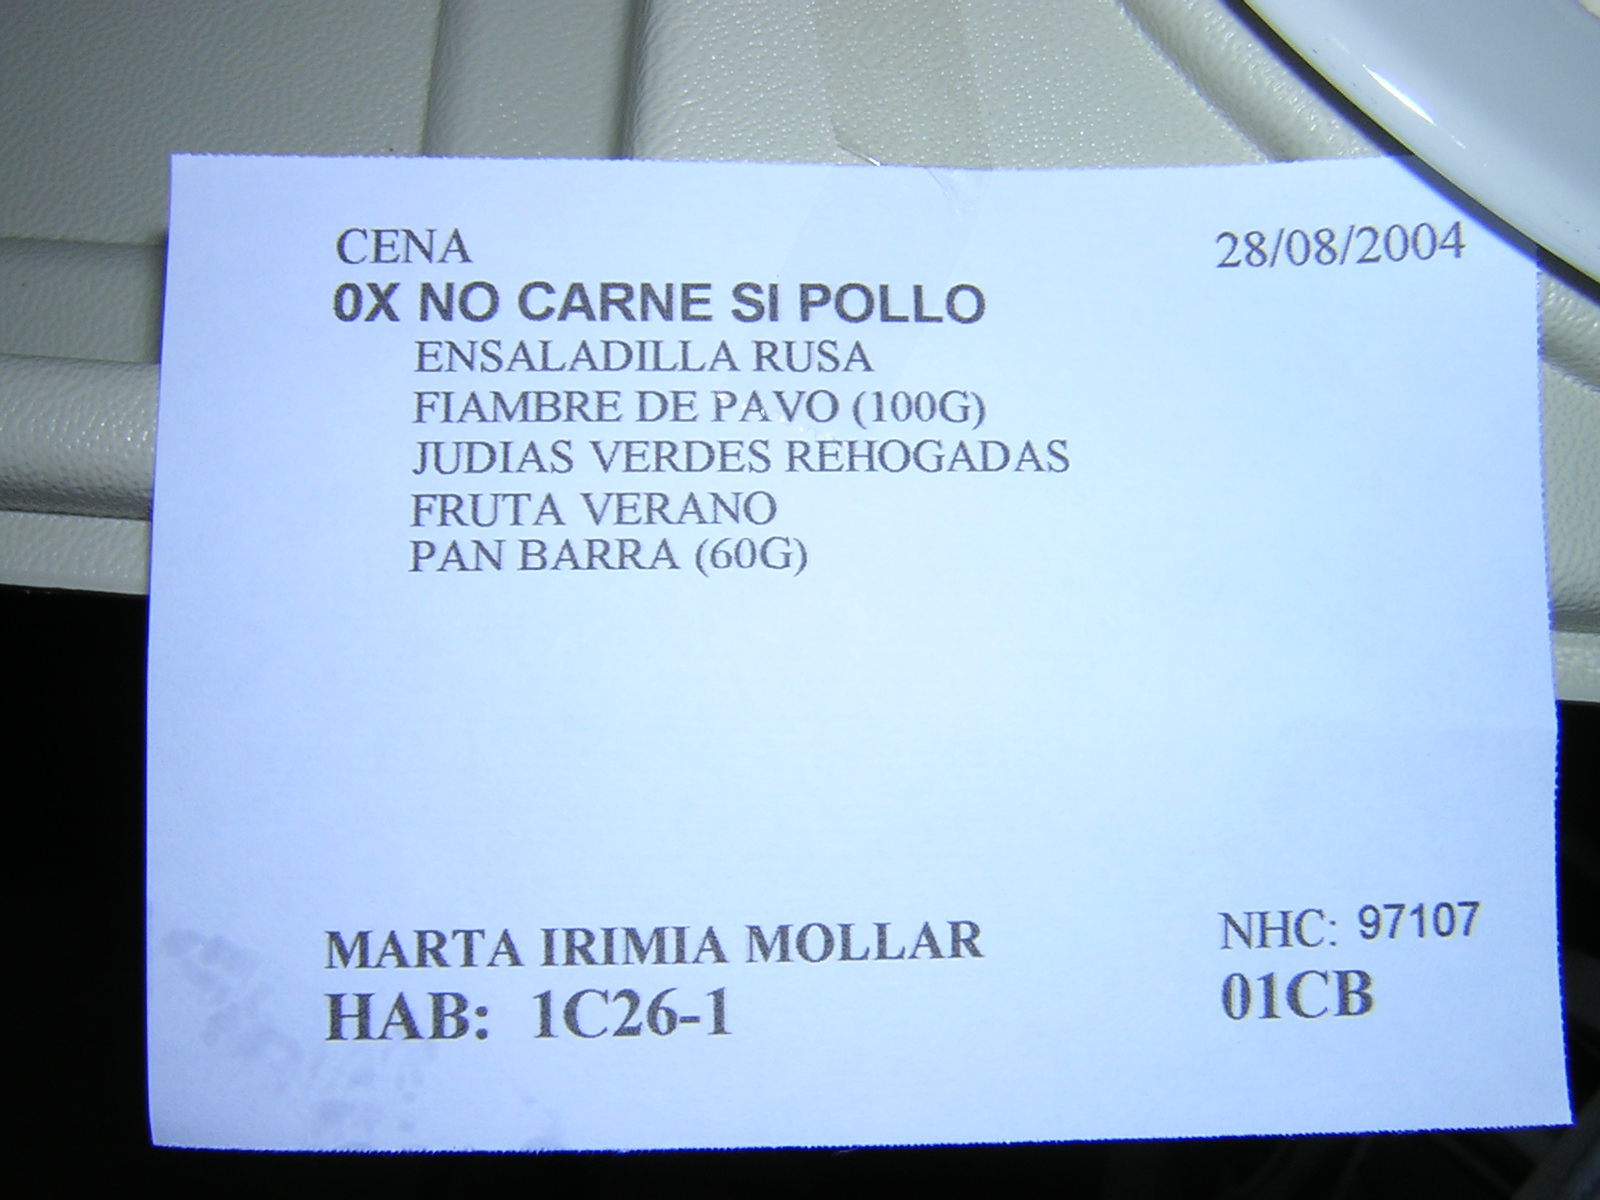 CENA 28/08/2004
0X NO CARNE SI POLLO
ENSALADILLA RUSA
FIAMBRE DE PAVO (100G)
JUDIAS VERDES REHOGADAS
FRUTA VERANO
PAN BARRA (60G)
MARTA IRIMIA MOLLAR NHC: 97107
HAB: 1C26-1 01CB